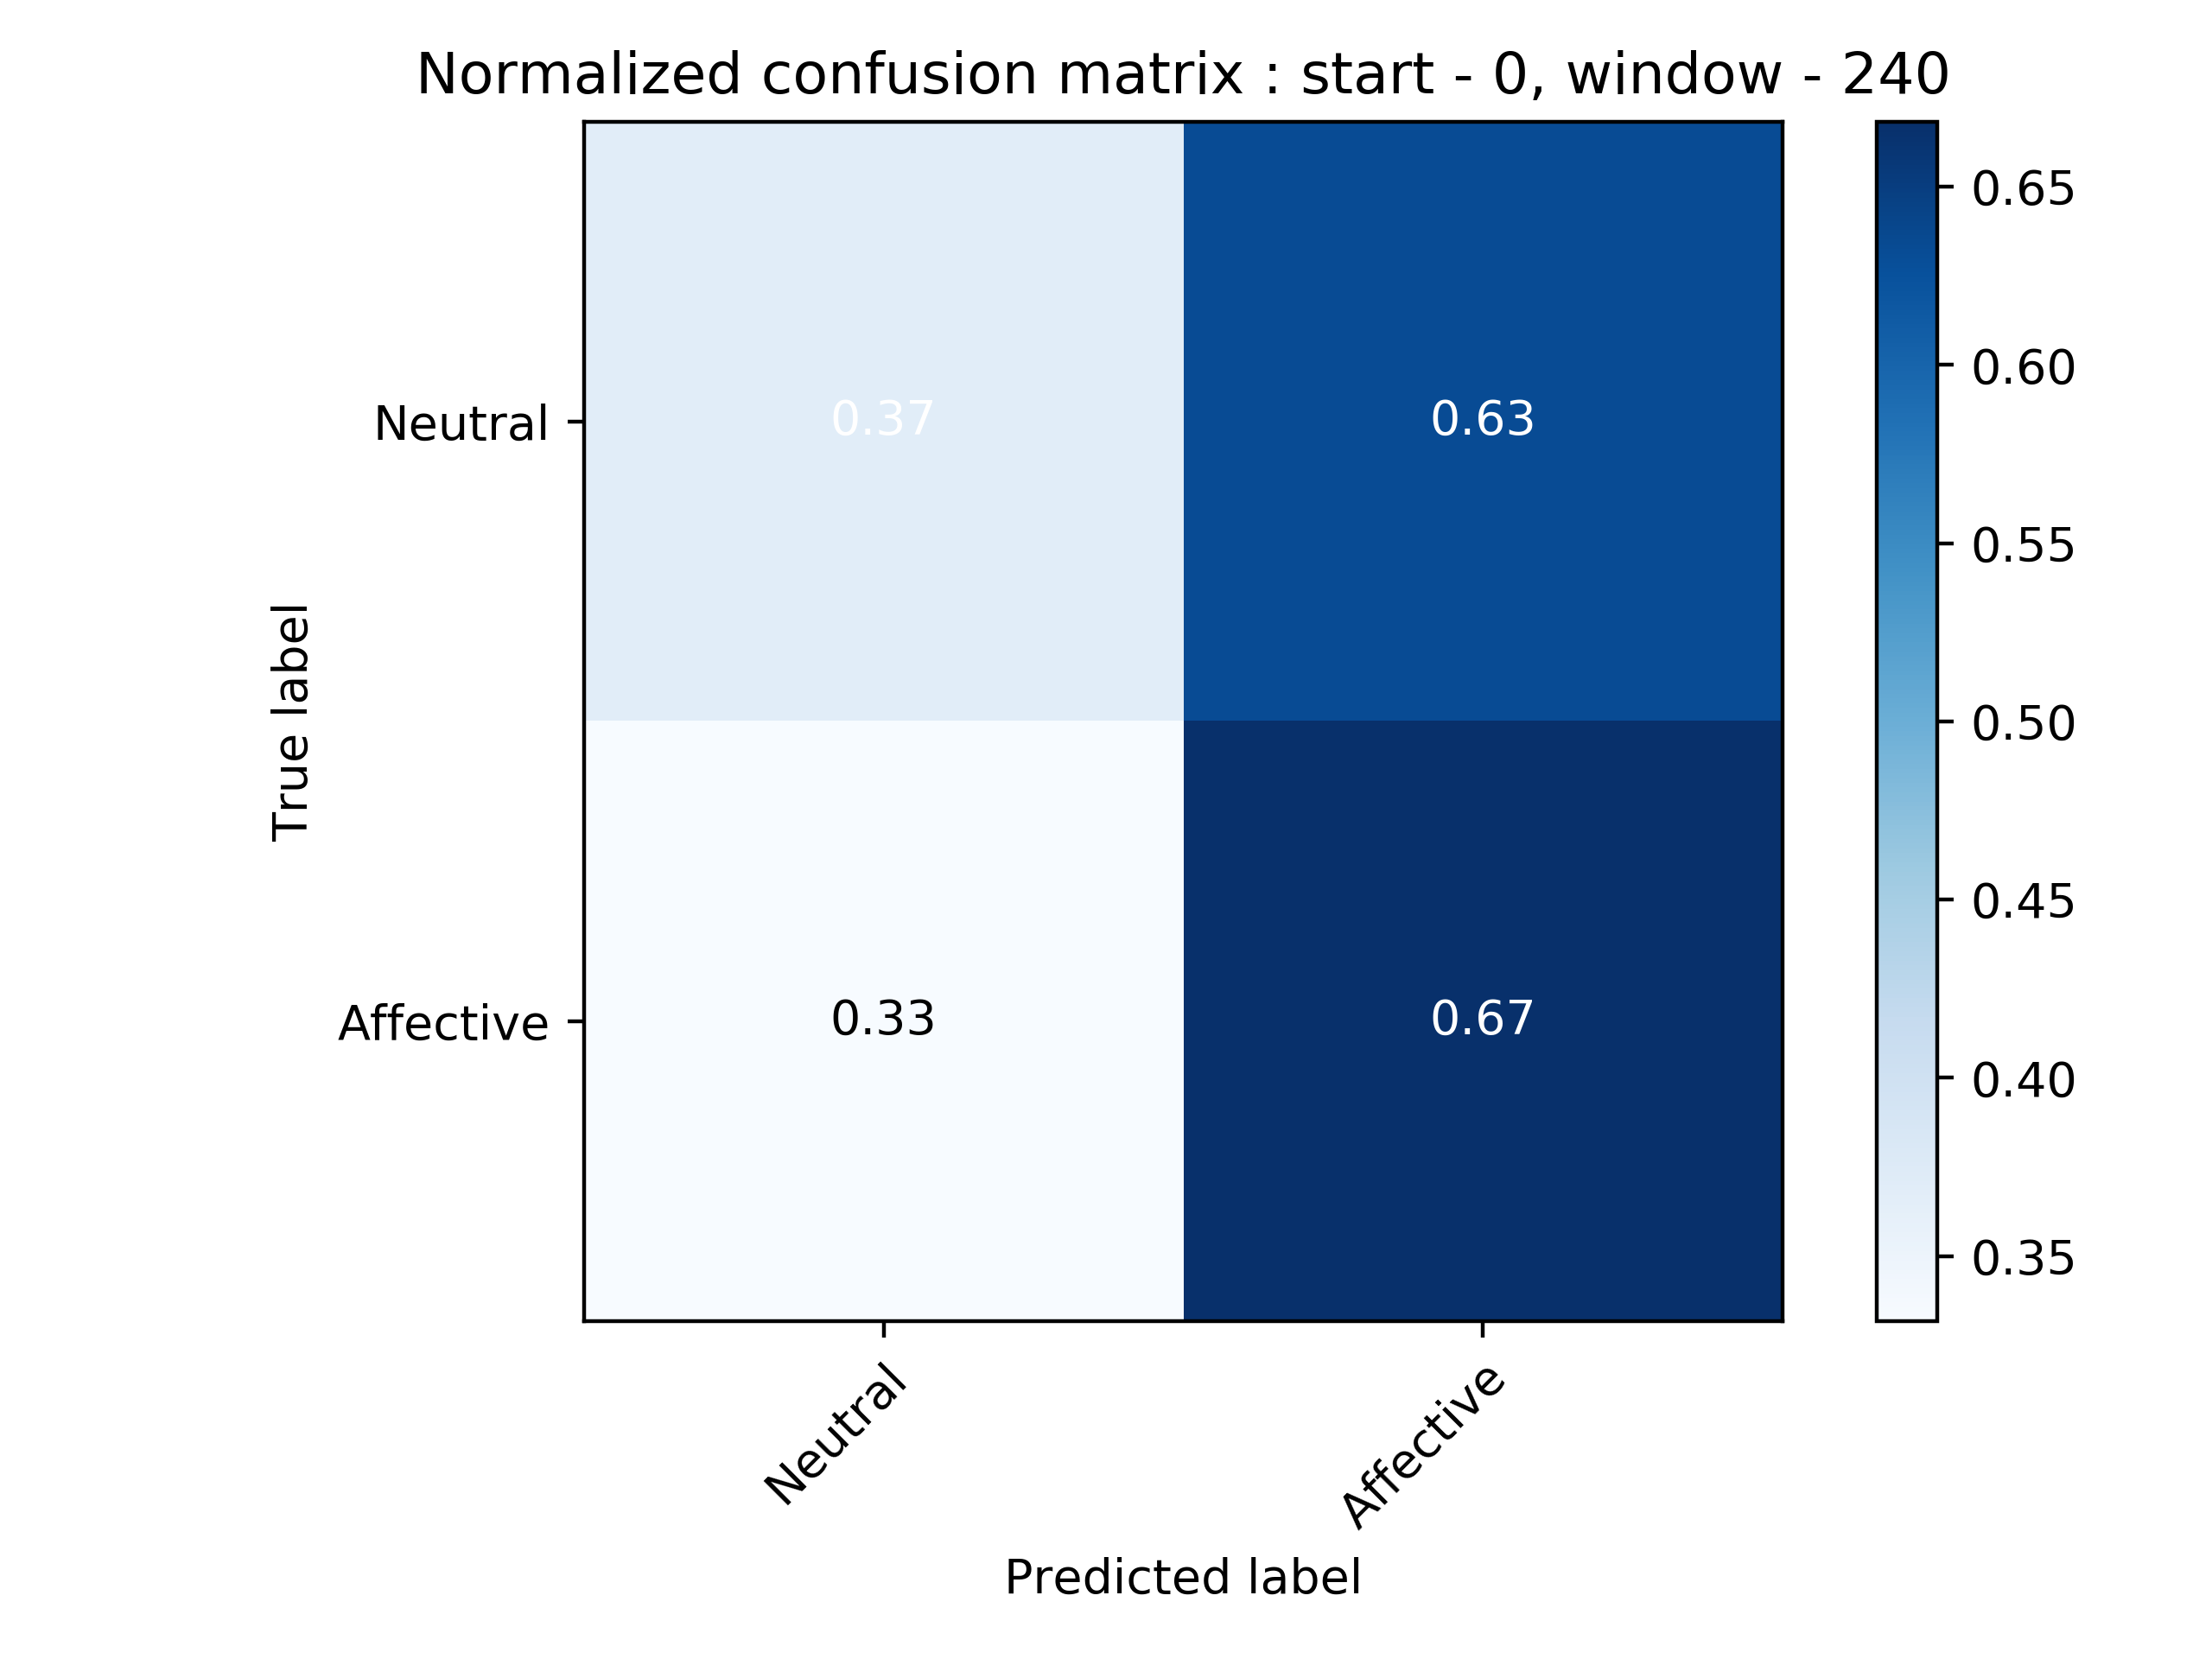 Normalized confusion matrix : start - 0, window - 240
True label
Neutral
Affective
0.37
0.63
0.33
0.67
Neutral
Affective
Predicted label
0.65
0.60
0.55
0.50
0.45
0.40
0.35